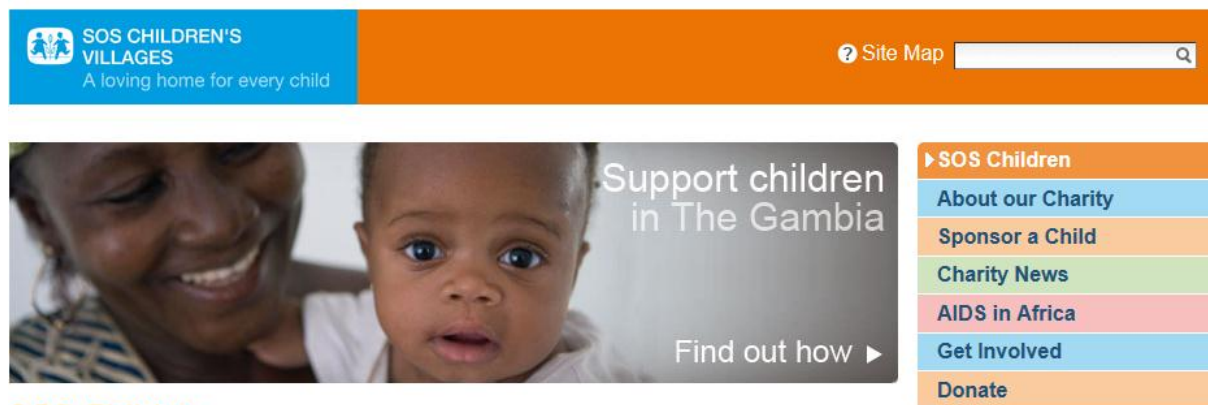 SOS CHILDREN'S
VILLAGES
A loving home for every child
Site Map
Support children
in The Gambia
Find out how
SOS Children
About our Charity
Sponsor a Child
Charity News
AIDS in Africa
Get Involved
Donate